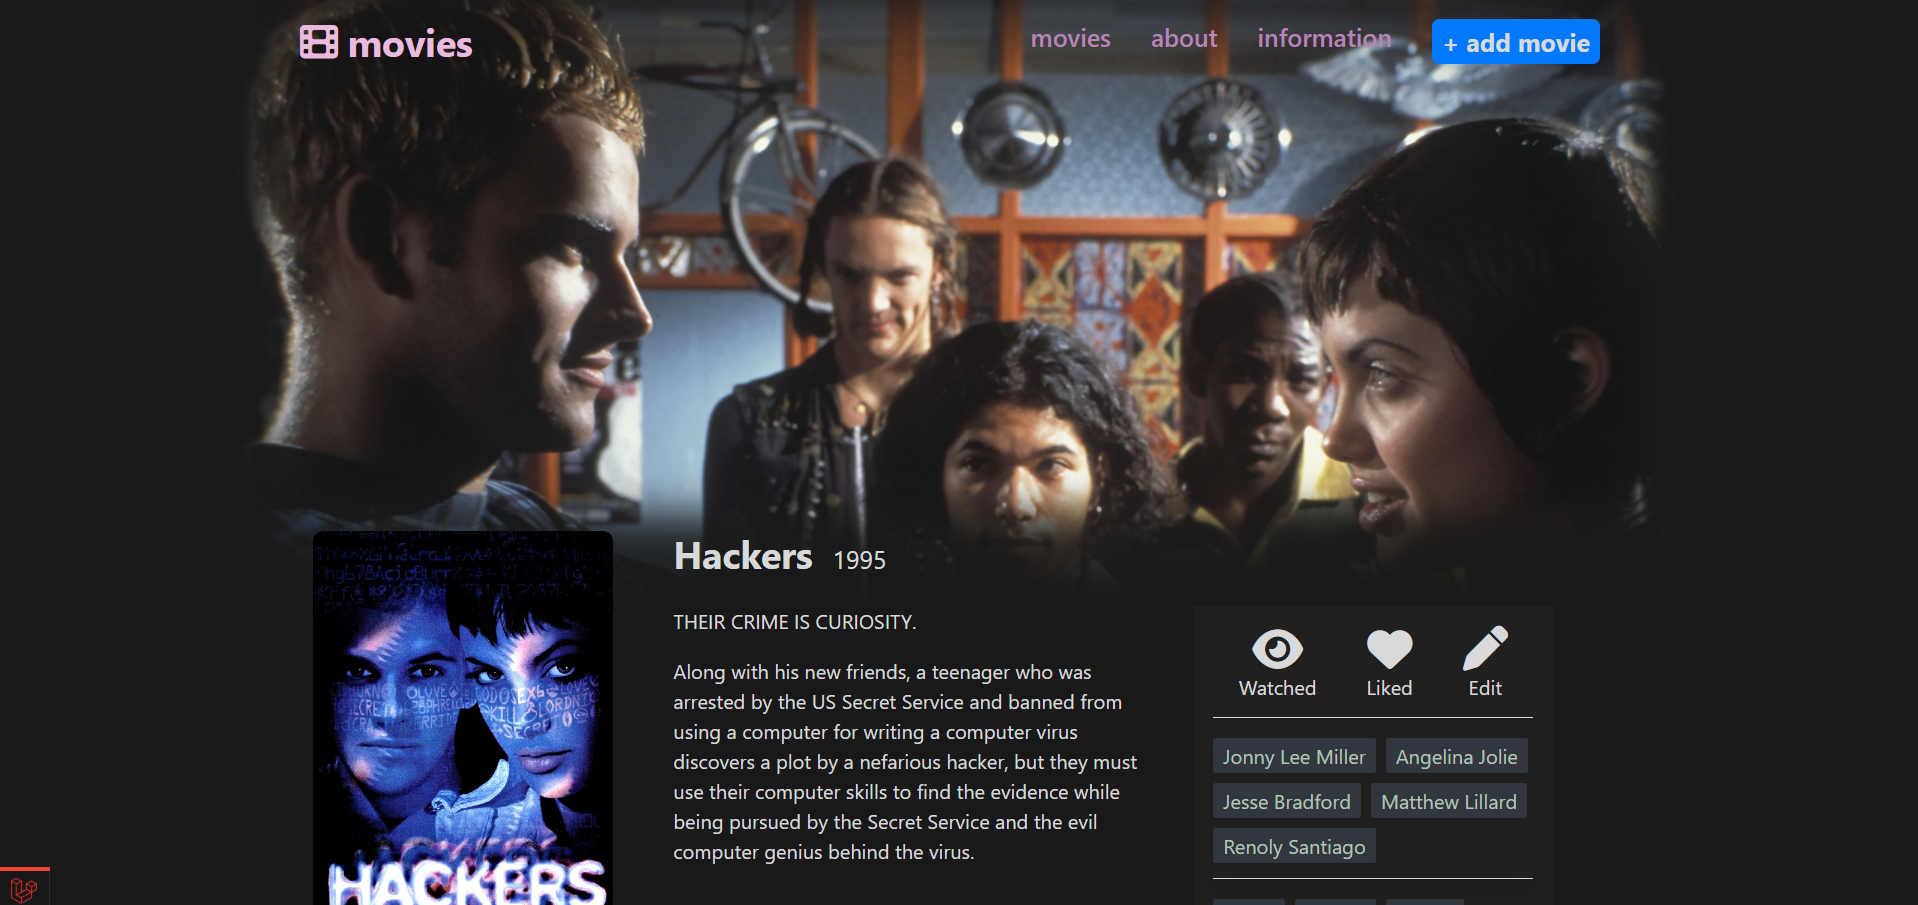 movies
movies
about
information
+ add movie
Hackers 1995
THEIR CRIME IS CURIOSITY.
Along with his new friends, a teenager who was
arrested by the US Secret Service and banned from
using a computer for writing a computer virus
discovers a plot by a nefarious hacker, but they must
use their computer skills to find the evidence while
being pursued by the Secret Service and the evil
computer genius behind the virus.
Watched
Liked
Edit
Jonny Lee Miller
Angelina Jolie
Jesse Bradford
Matthew Lillard
Renoly Santiago
HACKERS